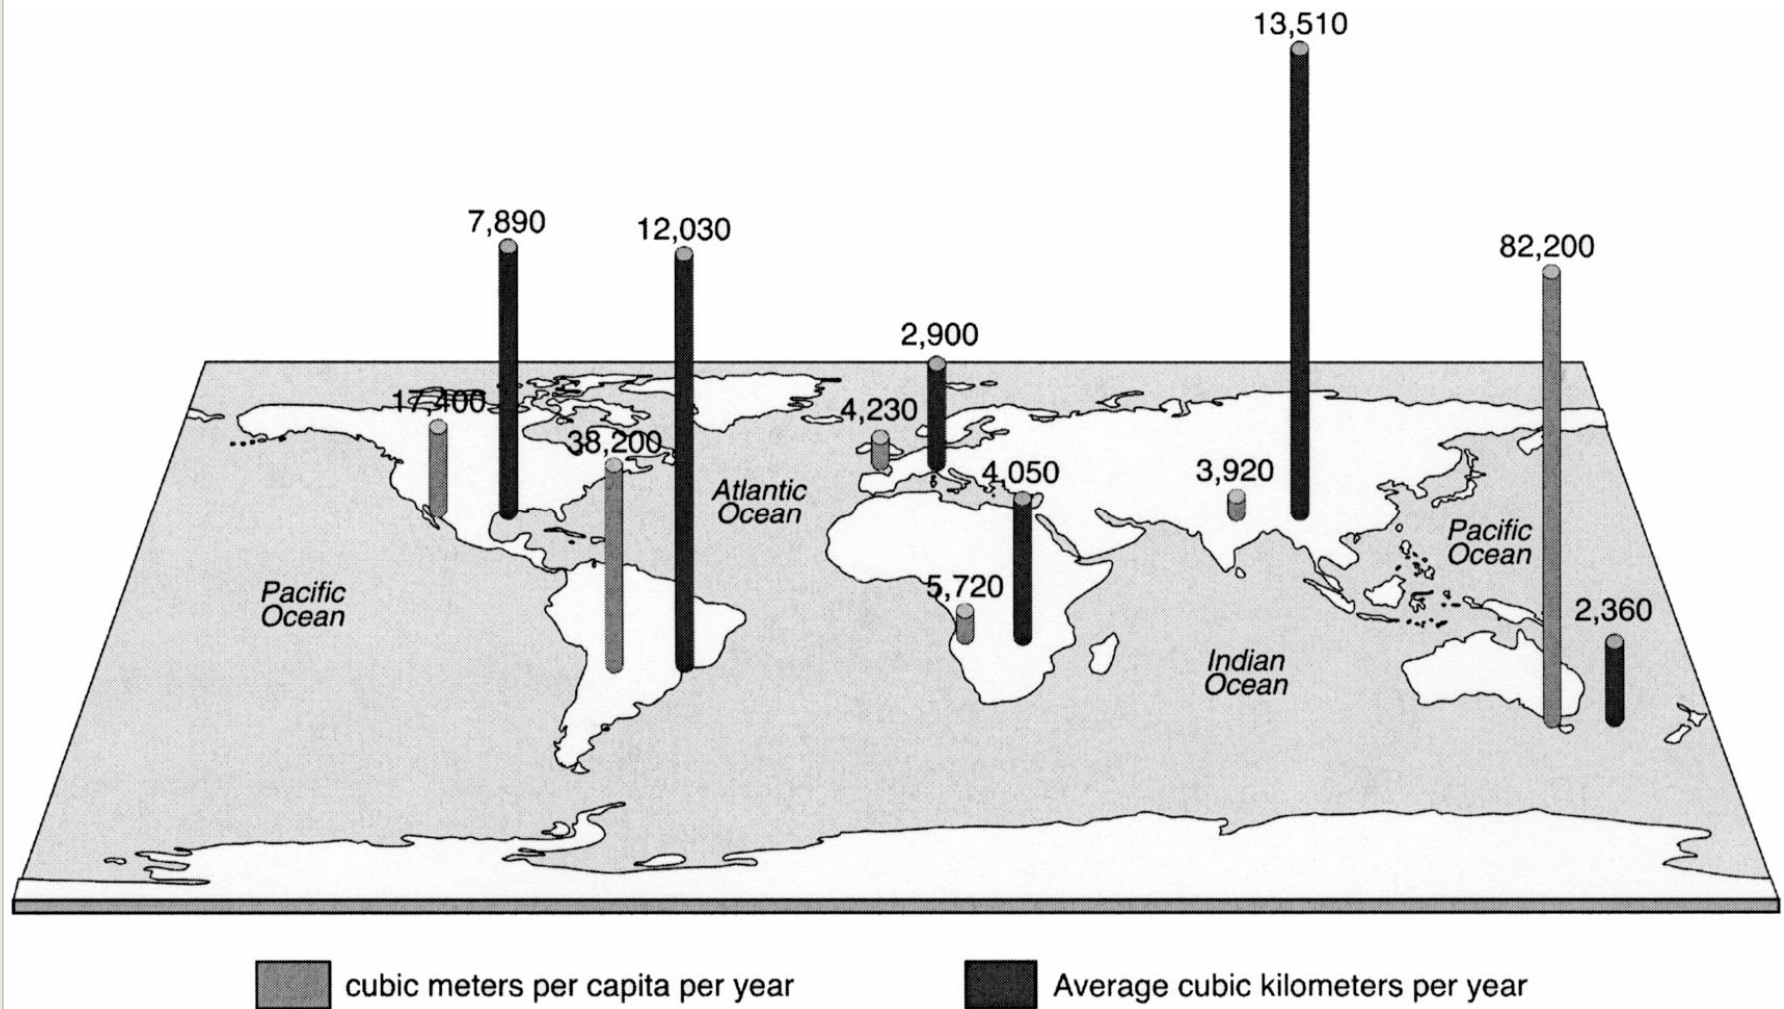 13,510
7,890
12,030
82,200
2,900
17,400
4,230
38,200
4,050
3,920
Atlantic
Ocean
Pacific
Ocean
5,720
Pacific
Ocean
2,360
Indian
Ocean
cubic meters per capita per year
Average cubic kilometers per year